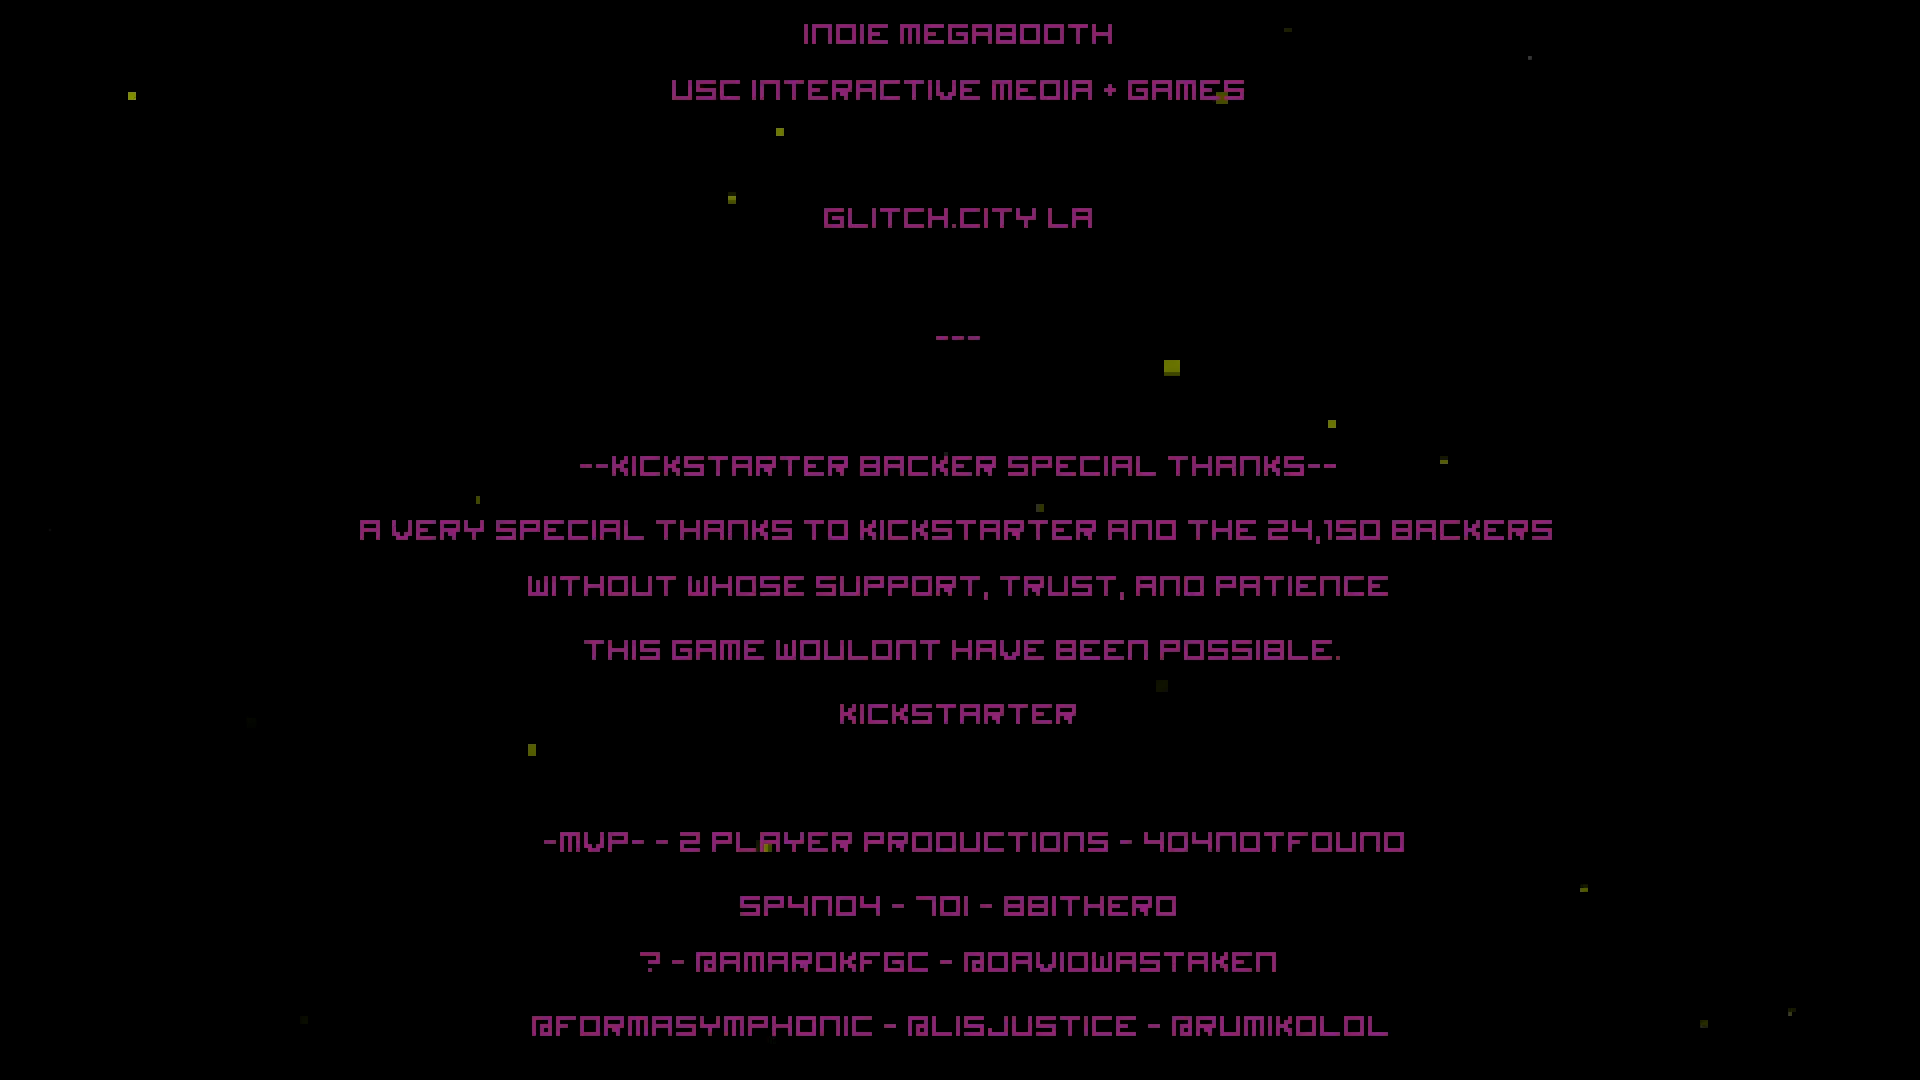 INDIE MEGABOOTH
USC INTERACTIVE MEDIA + GAMES
GLITCH.CITY LA
---
--KICKSTARTER BACKER SPECIAL THANKS--
A VERY SPECIAL THANKS TO KICKSTARTER AND THE 24,150 BACKERS
WITHOUT WHOSE SUPPORT, TRUST, AND PATIENCE
THIS GAME WOULDNT HAVE BEEN POSSIBLE.
KICKSTARTER
-MVP- - 2 PLAYER PRODUCTIONS - 404NOTFOUND
5P4N04 - 701 - 88ITHERO
? - @AMAROKFGC - @DAVIDWASTAKEN
@FORMASYMPHONIC - @LISJUSTICE - @RUMIKOLOL